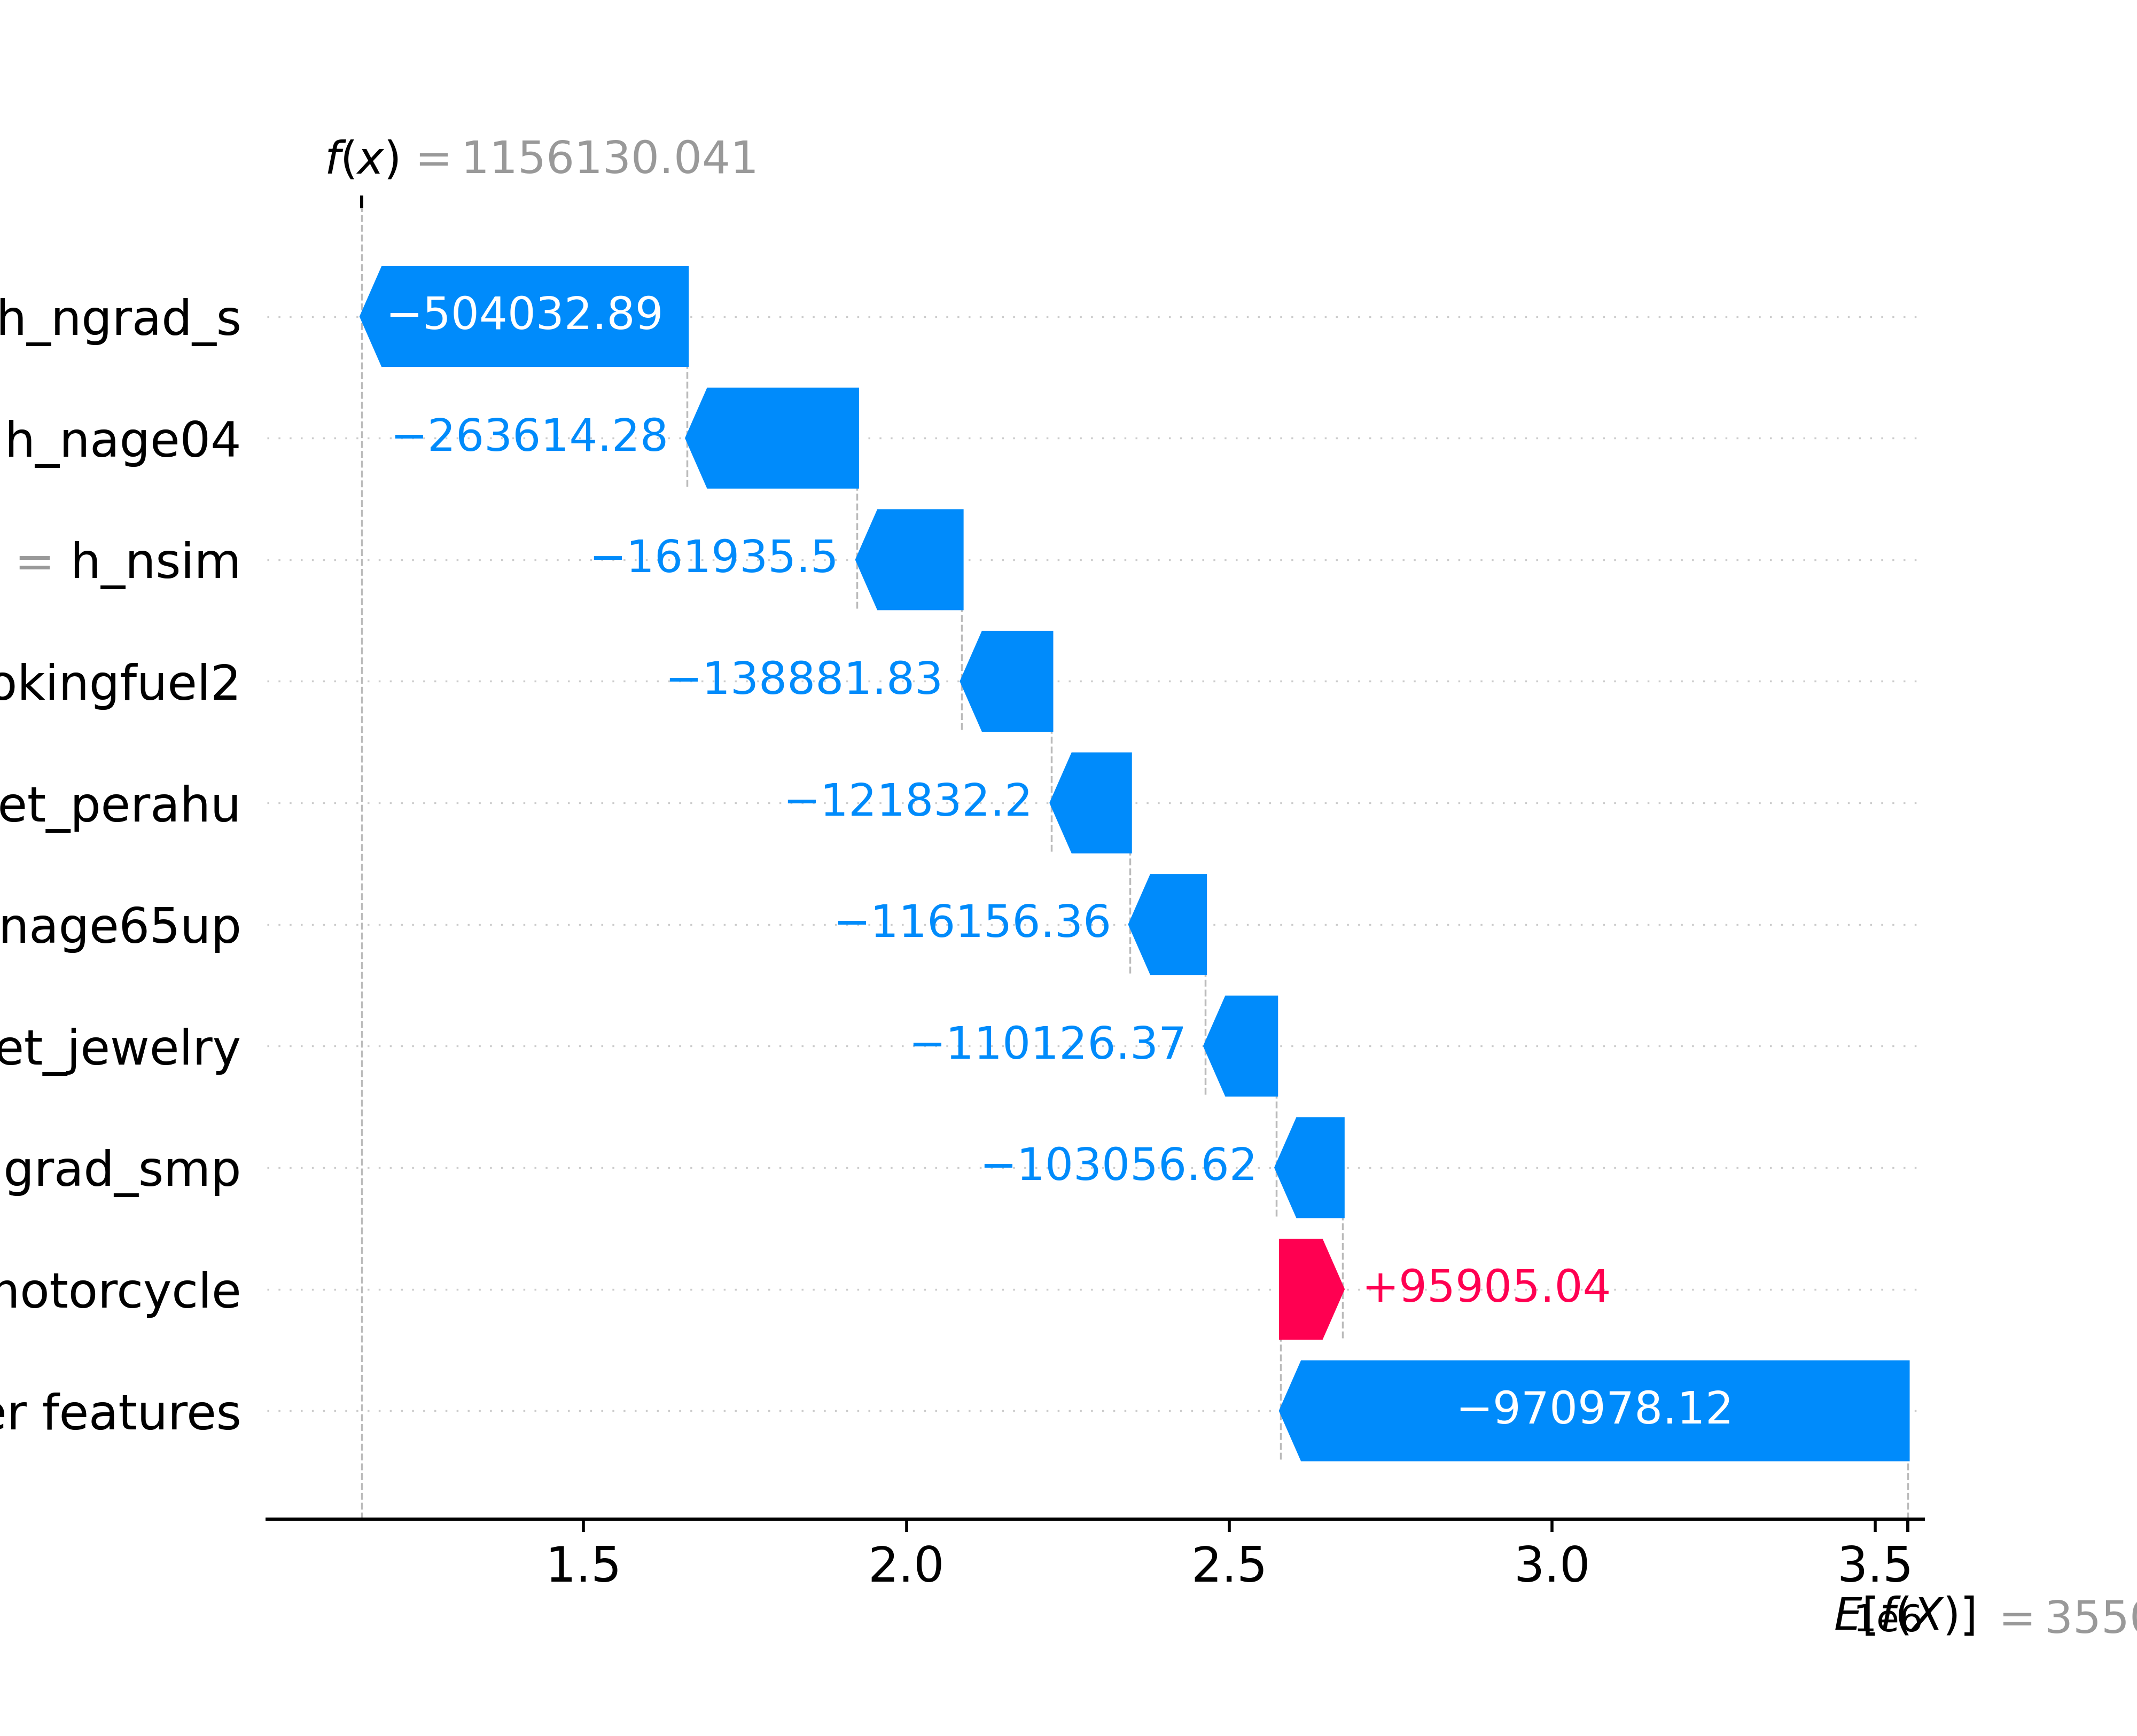 f(x) = 1156130.041
h_ngrad_s −504032.89
h_nage04 −263614.28
= h_nsim −161935.5
okingfuel2 −138881.83
et_perahu −121832.2
nage65up −116156.36
et_jewelry −110126.37
grad_smp −103056.62
notorcycle +95905.04
er features −970978.12
1.5 2.0 2.5 3.0 3.5
1e6
E[f(X)] = 3550